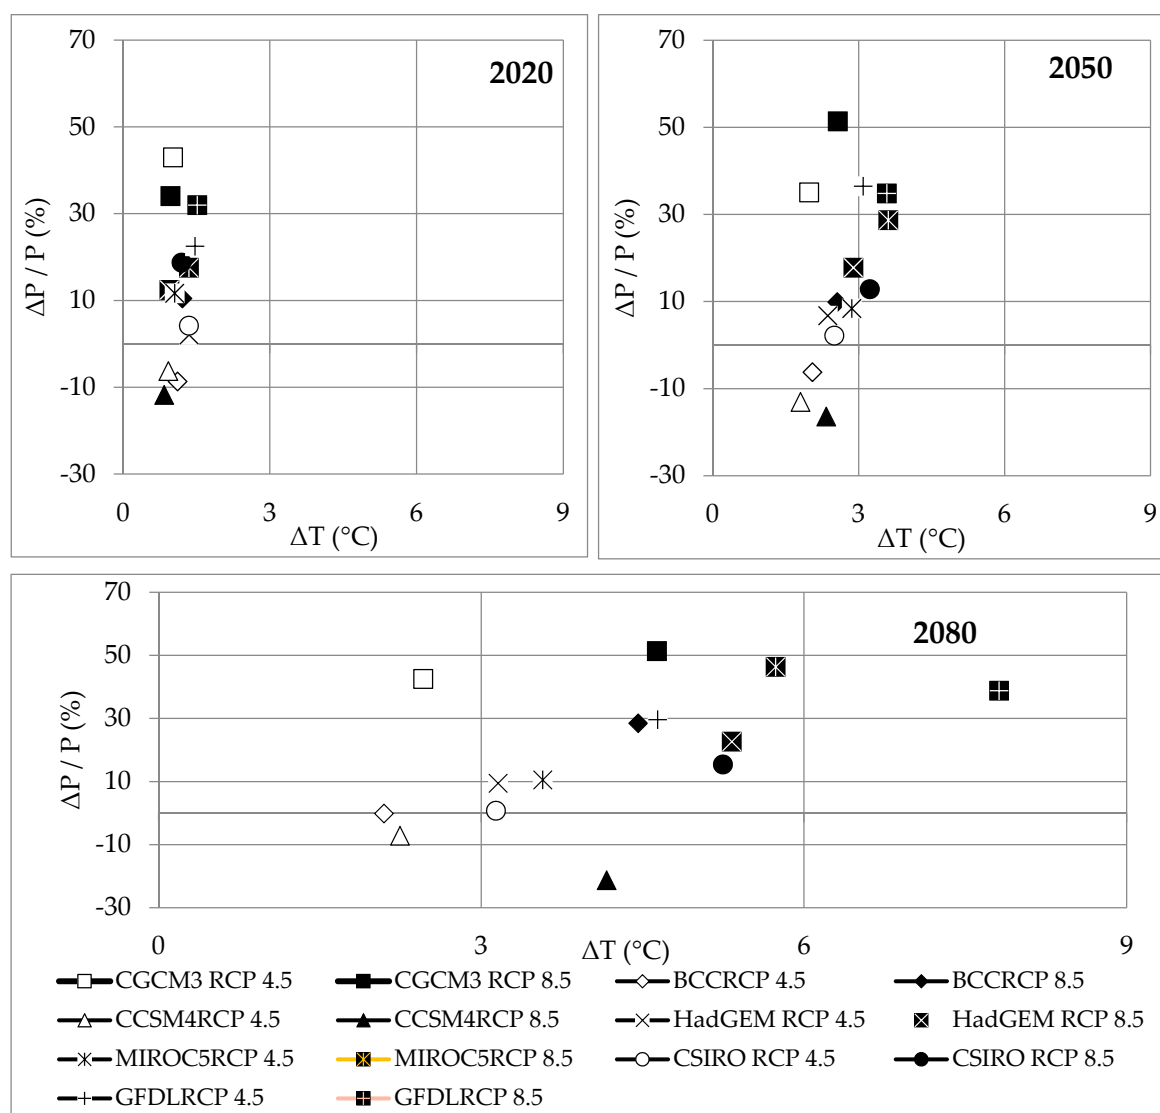 70
50
30
10
-10
-30
0 3 6 9
ΔP / P (%)
ΔT (°C)
2020
70
50
30
10
-10
-30
0 3 6 9
ΔP / P (%)
ΔT (°C)
2050
70
50
30
10
-10
-30
0 3 6 9
ΔP / P (%)
ΔT (°C)
2080
CGCM3 RCP 4.5 CGCM3 RCP 8.5 BCCRCP 4.5 BCCRCP 8.5
CCSM4RCP 4.5 CCSM4RCP 8.5 HadGEM RCP 4.5 HadGEM RCP 8.5
MIROC5RCP 4.5 MIROC5RCP 8.5 CSIRO RCP 4.5 CSIRO RCP 8.5
GFDLRCP 4.5 GFDLRCP 8.5